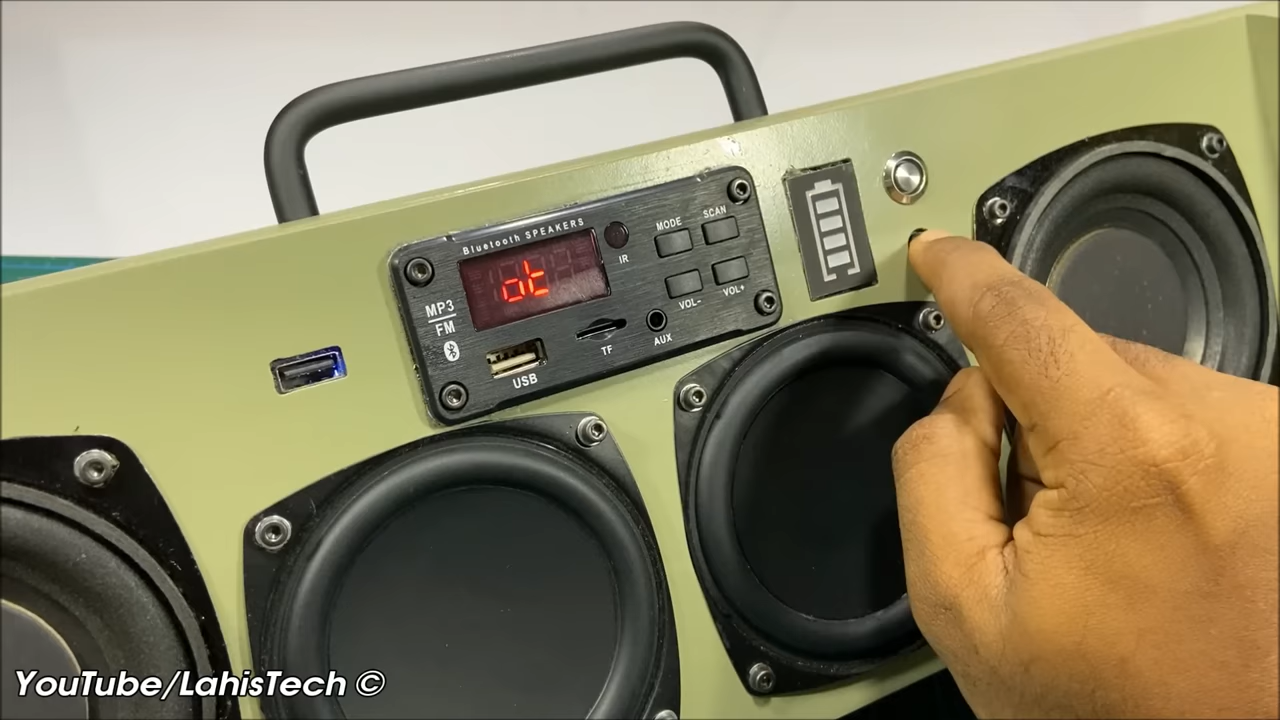 Bluetooth SPEAKERS
MODE
SCAN
IR
MP3
FM
VOL-
VOL+
USB
TF
AUX
YouTube/LahisTech ©